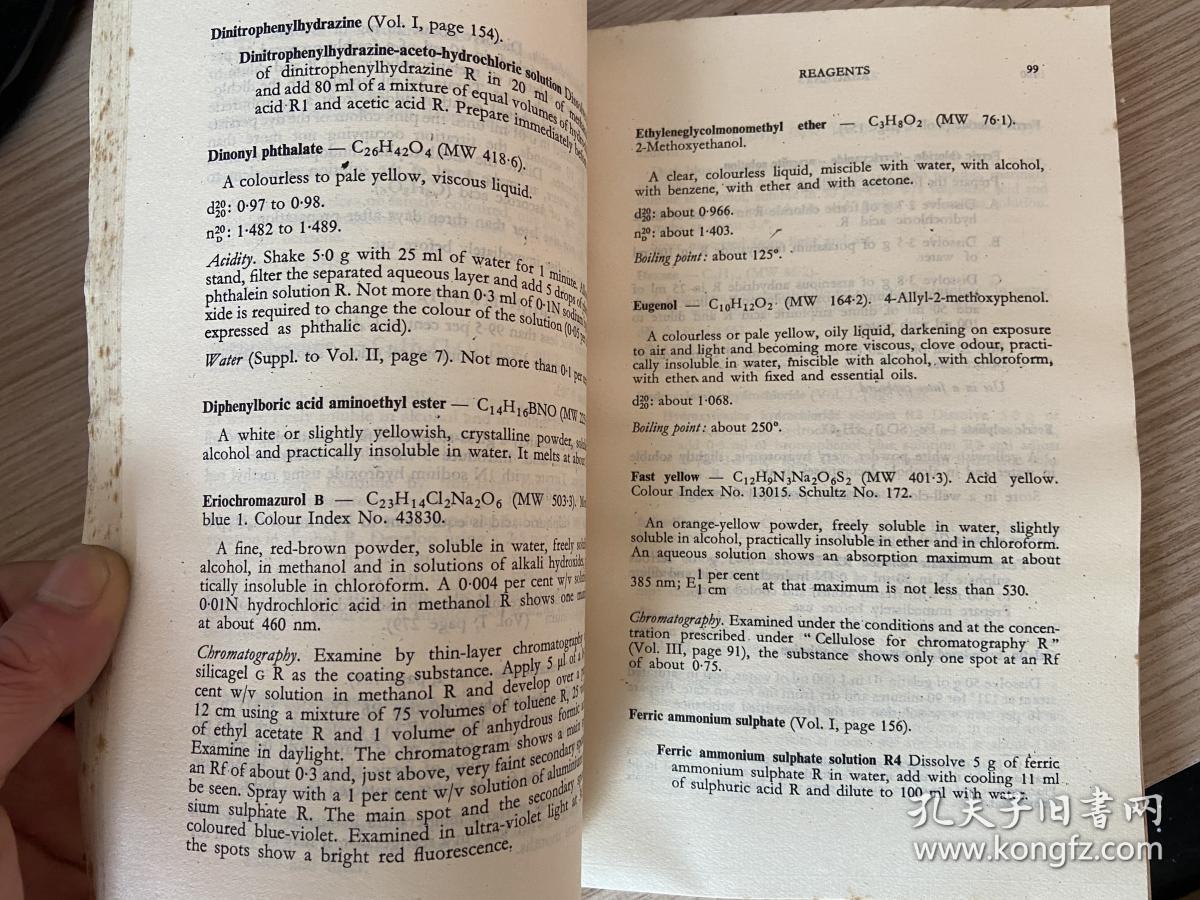 Dinitrophenylhydrazine (Vol. I, page 154).
Dinitrophenylhydrazine-aceto-hydrochloric solution
of dinitrophenylhydrazine R in 20 ml of
and add 80 ml of a mixture of equal volumes of
acid R1 and acetic acid R. Prepare immediately
Dinonyl phthalate — C₂₆H₄₂O₄ (MW 418·6).
A colourless to pale yellow, viscous liquid.
d²⁰₂₀: 0·97 to 0·98.
n²⁰D: 1·482 to 1·489.
Acidity. Shake 5·0 g with 25 ml of water for 1 minute.
stand, filter the separated aqueous layer and add 5 drops of
phthalein solution R. Not more than 0·3 ml of 0·1N sodium
xide is required to change the colour of the solution (0·05
expressed as phthalic acid).
Water (Suppl. to Vol. II, page 7). Not more than 0·1 per
Diphenylboric acid aminoethyl ester — C₁₄H₁₆BNO (MW
A white or slightly yellowish, crystalline powder,
alcohol and practically insoluble in water. It melts at
Eriochromazurol B — C₂₃H₁₄Cl₂Na₂O₆ (MW 503·3).
blue 1. Colour Index No. 43830.
A fine, red-brown powder, soluble in water, freely
alcohol, in methanol and in solutions of alkali hydroxides,
tically insoluble in chloroform. A 0·004 per cent w/v
0·01N hydrochloric acid in methanol R shows one
at about 460 nm.
Chromatography. Examine by thin-layer chromatography
silicagel G R as the coating substance. Apply 5 µl of a
cent w/v solution in methanol R and develop over a
12 cm using a mixture of 75 volumes of toluene R, 25
of ethyl acetate R and 1 volume of anhydrous formic
Examine in daylight. The chromatogram shows a main
an Rf of about 0·3 and, just above, very faint secondary
be seen. Spray with a 1 per cent w/v solution of aluminium
sium sulphate R. The main spot and the secondary
coloured blue-violet. Examined in ultra-violet light at
the spots show a bright red fluorescence.
REAGENTS 99
Ethyleneglycolmonomethyl ether — C₃H₈O₂ (MW 76·1).
2-Methoxyethanol.
A clear, colourless liquid, miscible with water, with alcohol,
with benzene, with ether and with acetone.
d²⁰₂₀: about 0·966.
n²⁰D: about 1·403.
Boiling point: about 125°.
Eugenol — C₁₀H₁₂O₂ (MW 164·2). 4-Allyl-2-methoxyphenol.
A colourless or pale yellow, oily liquid, darkening on exposure
to air and light and becoming more viscous, clove odour, practi-
cally insoluble in water, miscible with alcohol, with chloroform,
with ether and with fixed and essential oils.
d²⁰₂₀: about 1·068.
Boiling point: about 250°.
Fast yellow — C₁₂H₉N₃Na₂O₆S₂ (MW 401·3). Acid yellow.
Colour Index No. 13015. Schultz No. 172.
An orange-yellow powder, freely soluble in water, slightly
soluble in alcohol, practically insoluble in ether and in chloroform.
An aqueous solution shows an absorption maximum at about
385 nm; E 1 per cent 1 cm at that maximum is not less than 530.
Chromatography. Examined under the conditions and at the concen-
tration prescribed under "Cellulose for chromatography R"
(Vol. III, page 91), the substance shows only one spot at an Rf
of about 0·75.
Ferric ammonium sulphate (Vol. I, page 156).
Ferric ammonium sulphate solution R4 Dissolve 5 g of ferric
ammonium sulphate R in water, add with cooling 11 ml
of sulphuric acid R and dilute to 100 ml with water.
孔夫子旧书网
www.kongfz.com